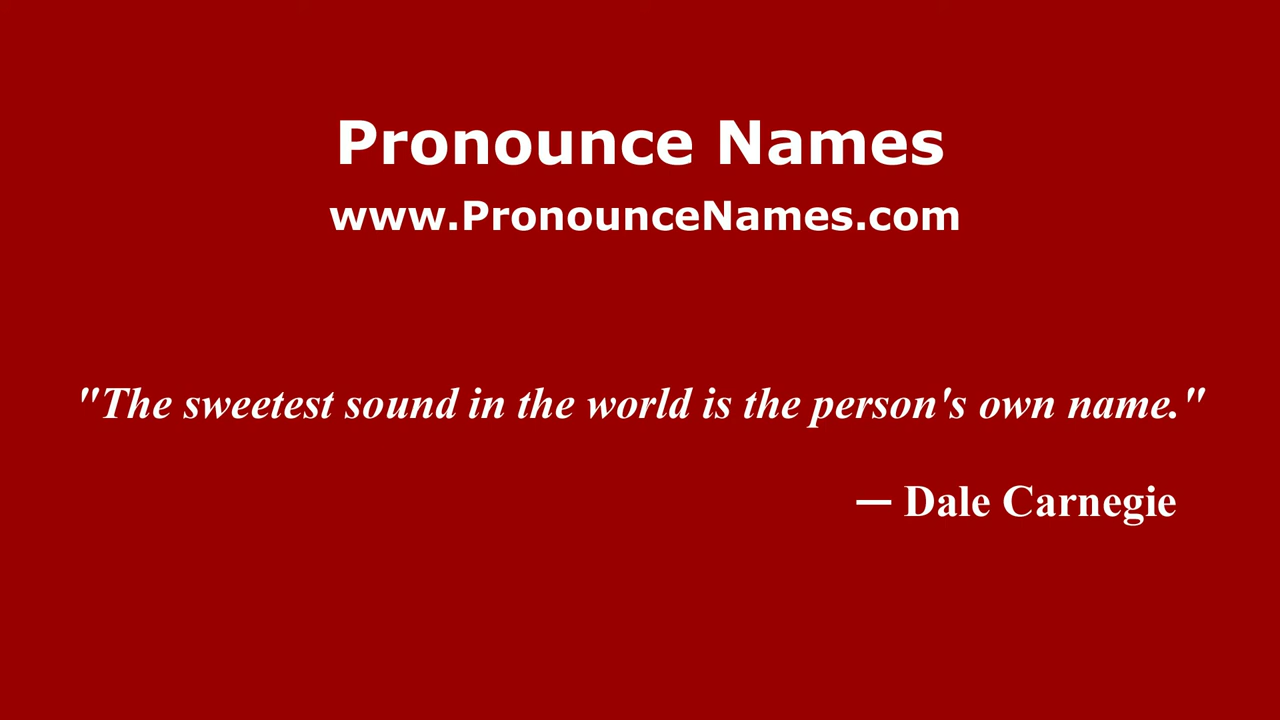 Pronounce Names
www.PronounceNames.com
"The sweetest sound in the world is the person's own name."
— Dale Carnegie